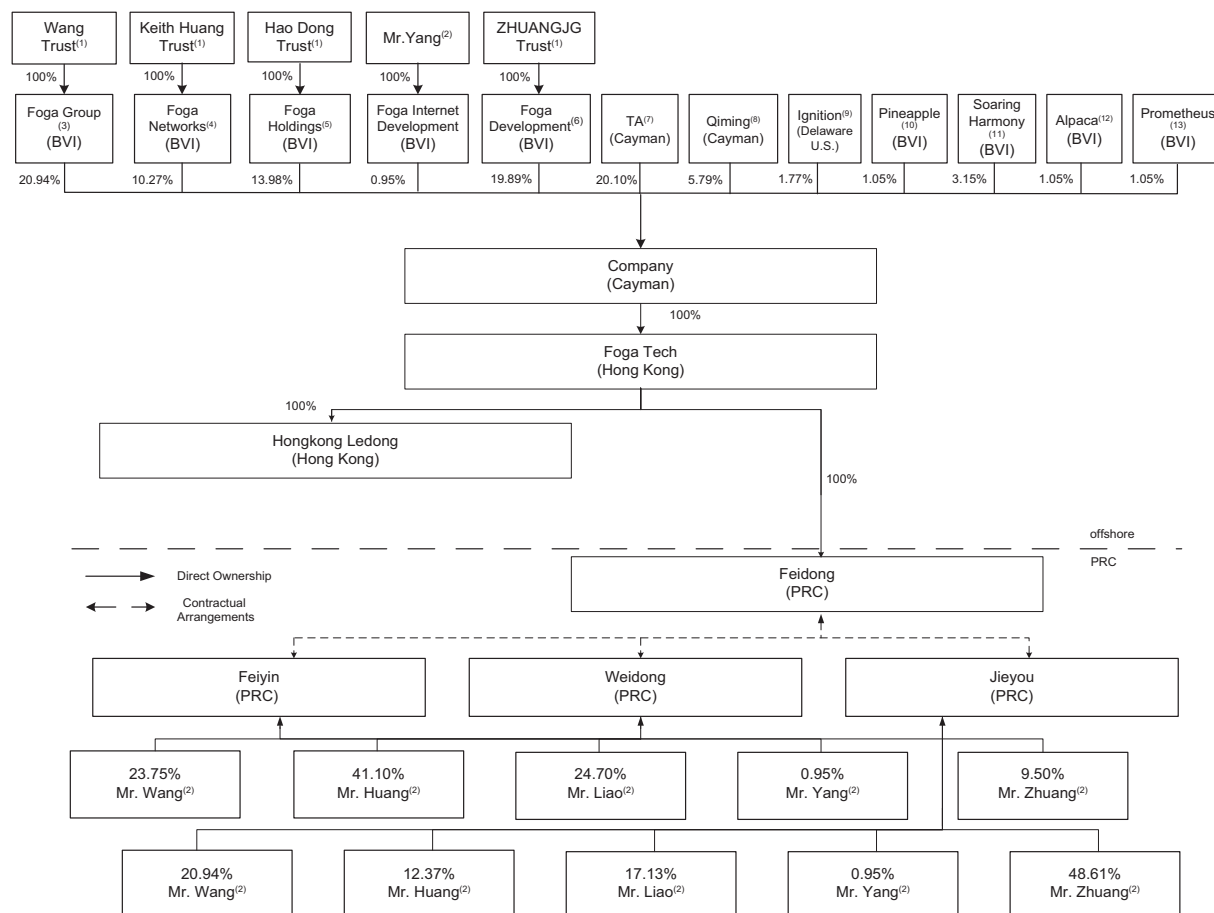 Wang
Trust(1)
Keith Huang
Trust(1)
Hao Dong
Trust(1)
Mr.Yang(2)
ZHUANGJG
Trust(1)
100%
100%
100%
100%
100%
Foga Group
(3)
(BVI)
Foga
Networks(4)
(BVI)
Foga
Holdings(5)
(BVI)
Foga Internet
Development
(BVI)
Foga
Development(6)
(BVI)
TA(7)
(Cayman)
Qiming(8)
(Cayman)
Ignition(9)
(Delaware
U.S.)
Pineapple
(10)
(BVI)
Soaring
Harmony
(11)
(BVI)
Alpaca(12)
(BVI)
Prometheus
(13)
(BVI)
20.94%
10.27%
13.98%
0.95%
19.89%
20.10%
5.79%
1.77%
1.05%
3.15%
1.05%
1.05%
Company
(Cayman)
100%
Foga Tech
(Hong Kong)
100%
Hongkong Ledong
(Hong Kong)
100%
offshore
PRC
Direct Ownership
Contractual
Arrangements
Feidong
(PRC)
Feiyin
(PRC)
Weidong
(PRC)
Jieyou
(PRC)
23.75%
Mr. Wang(2)
41.10%
Mr. Huang(2)
24.70%
Mr. Liao(2)
0.95%
Mr. Yang(2)
9.50%
Mr. Zhuang(2)
20.94%
Mr. Wang(2)
12.37%
Mr. Huang(2)
17.13%
Mr. Liao(2)
0.95%
Mr. Yang(2)
48.61%
Mr. Zhuang(2)